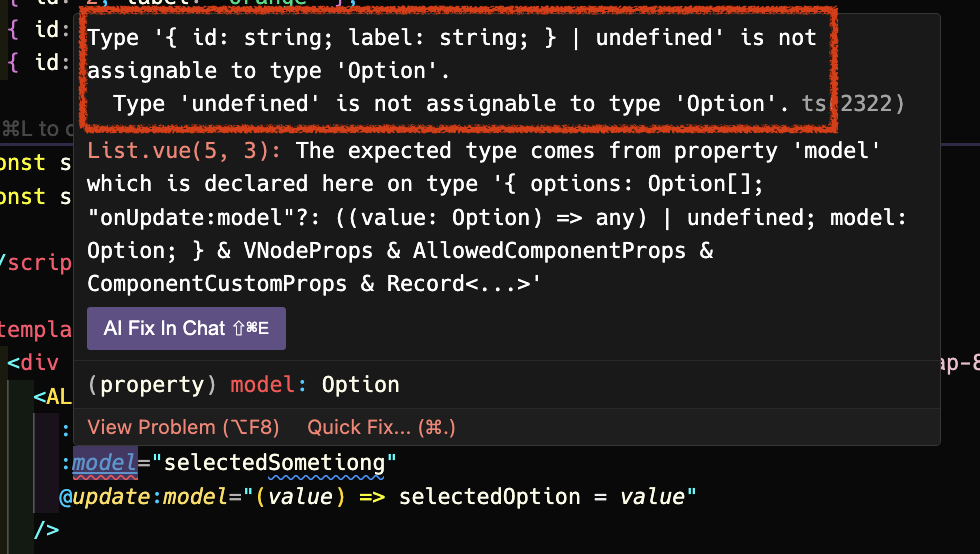 { id: 2, label: "orange" },
{ id:
Type '{ id: string; label: string; } | undefined' is not
{ id:
assignable to type 'Option'.
Type 'undefined' is not assignable to type 'Option'. ts(2322)
⌘L to c
List.vue(5, 3): The expected type comes from property 'model'
onst s
which is declared here on type '{ options: Option[];
onst s
"onUpdate:model"?: ((value: Option) => any) | undefined; model:
Option; } & VNodeProps & AllowedComponentProps &
/scrip
ComponentCustomProps & Record<...>'
AI Fix In Chat ⇧⌘E
templa
<div
ap-8
(property) model: Option
<AL
View Problem (⌥F8) Quick Fix... (⌘.)
:
:model="selectedSometiong"
@update:model="(value) => selectedOption = value"
/>